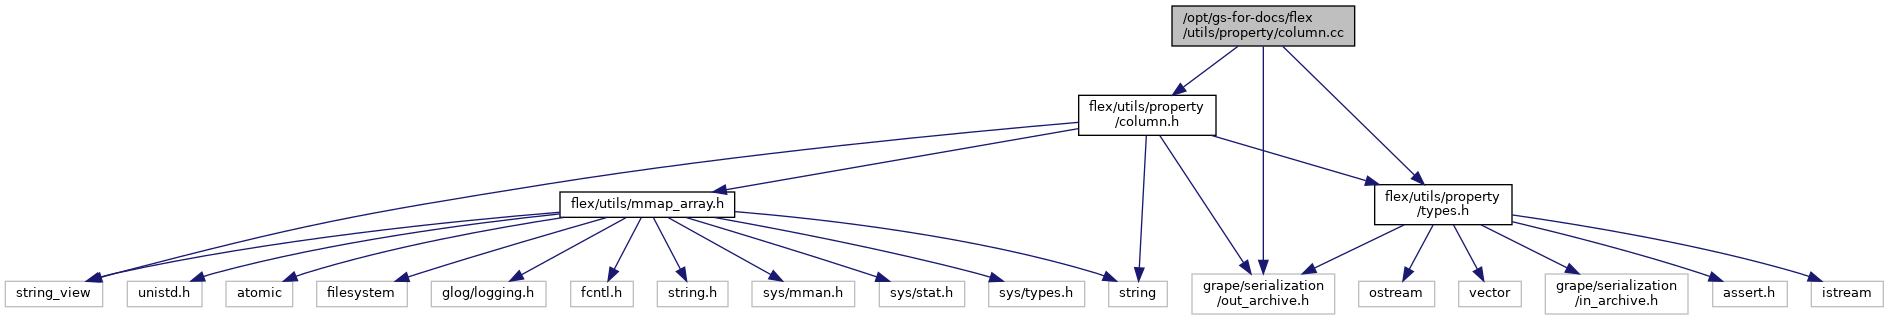 /opt/gs-for-docs/flex
/utils/property/column.cc
flex/utils/property
/column.h
flex/utils/mmap_array.h
flex/utils/property
/types.h
string_view
unistd.h
atomic
filesystem
glog/logging.h
fcntl.h
string.h
sys/mman.h
sys/stat.h
sys/types.h
string
grape/serialization
/out_archive.h
ostream
vector
grape/serialization
/in_archive.h
assert.h
istream